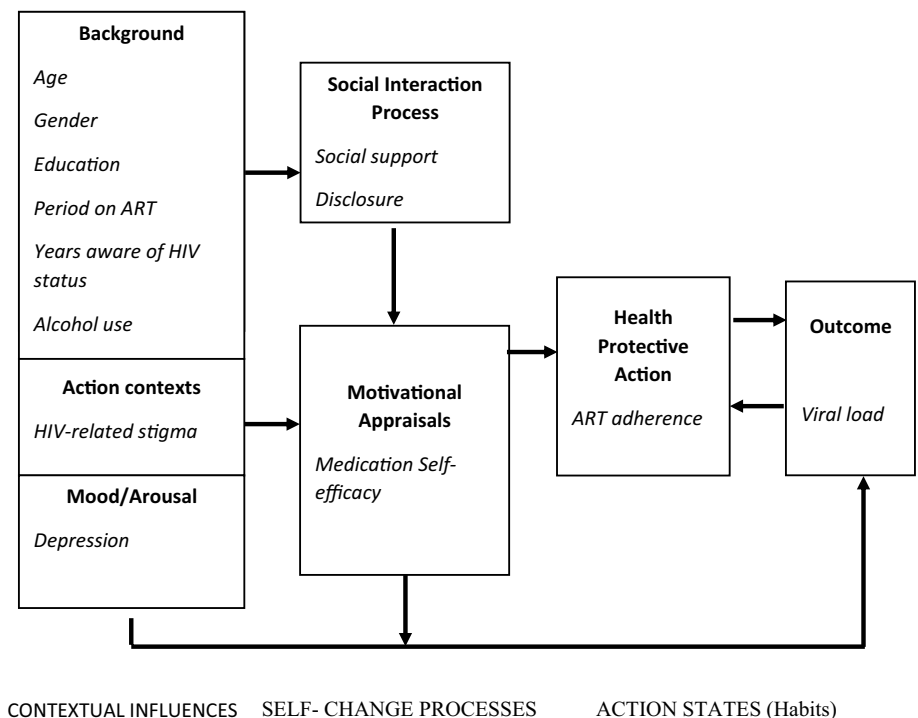 Background
Age
Gender
Education
Period on ART
Years aware of HIV
status
Alcohol use
Action contexts
HIV-related stigma
Mood/Arousal
Depression
Social Interaction
Process
Social support
Disclosure
Motivational
Appraisals
Medication Self-
efficacy
Health
Protective
Action
ART adherence
Outcome
Viral load
CONTEXTUAL INFLUENCES
SELF- CHANGE PROCESSES
ACTION STATES (Habits)